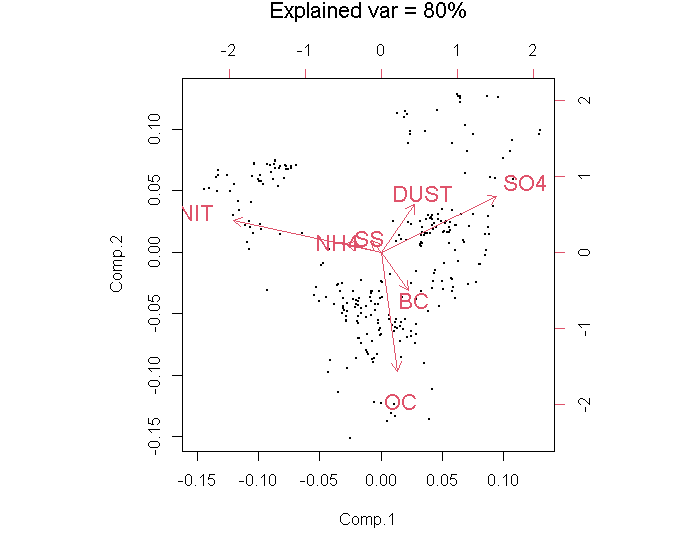 Explained var = 80%
-2 -1 0 1 2
0.10
0.05
0.00
-0.05
-0.10
-0.15
Comp.2
2
1
0
-1
-2
SO4
DUST
NIT
NH4
SS
BC
OC
-0.15 -0.10 -0.05 0.00 0.05 0.10
Comp.1